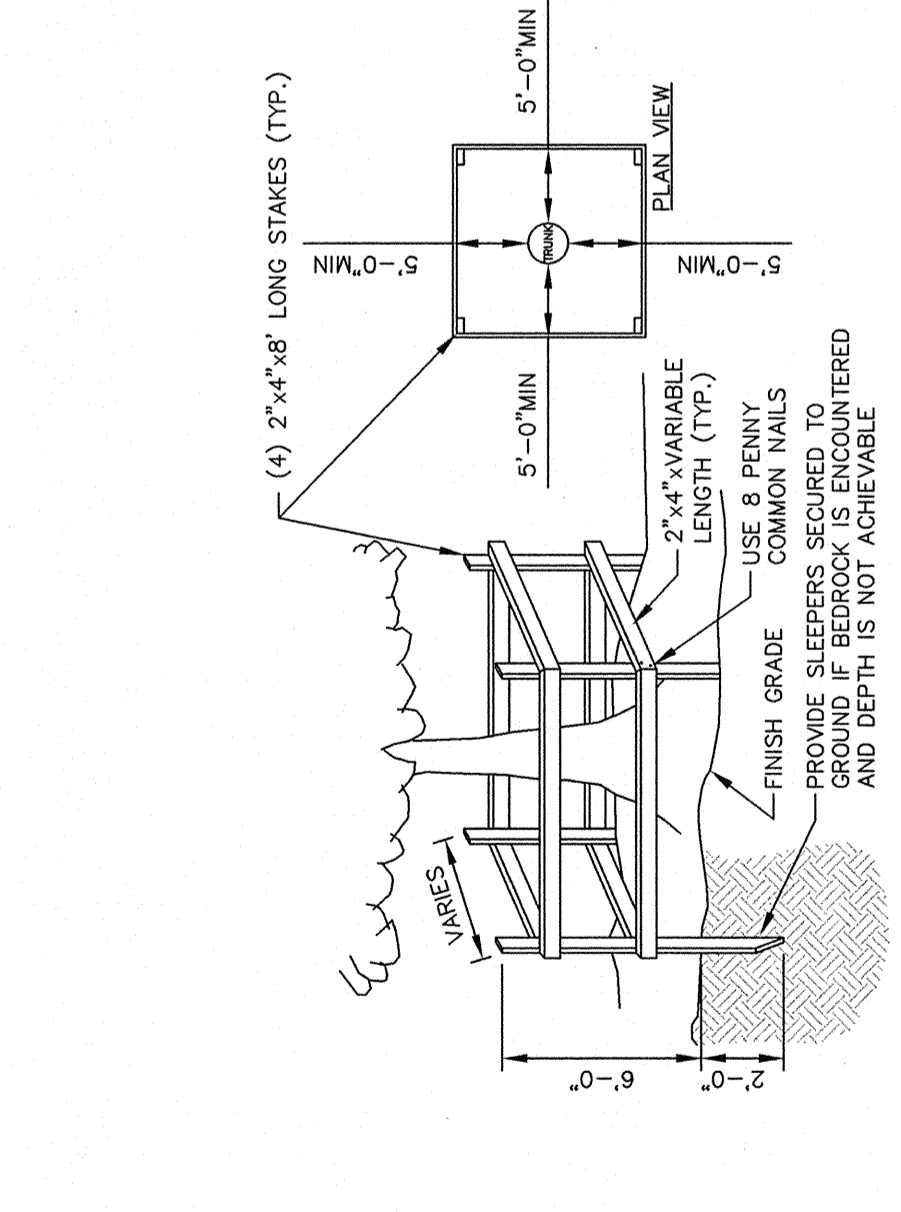 (4) 2"x4"x8' LONG STAKES (TYP.)
5'-0"MIN
5'-0"MIN
TRUNK
5'-0"MIN
5'-0"MIN
PLAN VIEW
VARIES
6'-0"
2'-0"
2"x4"xVARIABLE
LENGTH (TYP.)
USE 8 PENNY
COMMON NAILS
FINISH GRADE
PROVIDE SLEEPERS SECURED TO
GROUND IF BEDROCK IS ENCOUNTERED
AND DEPTH IS NOT ACHIEVABLE